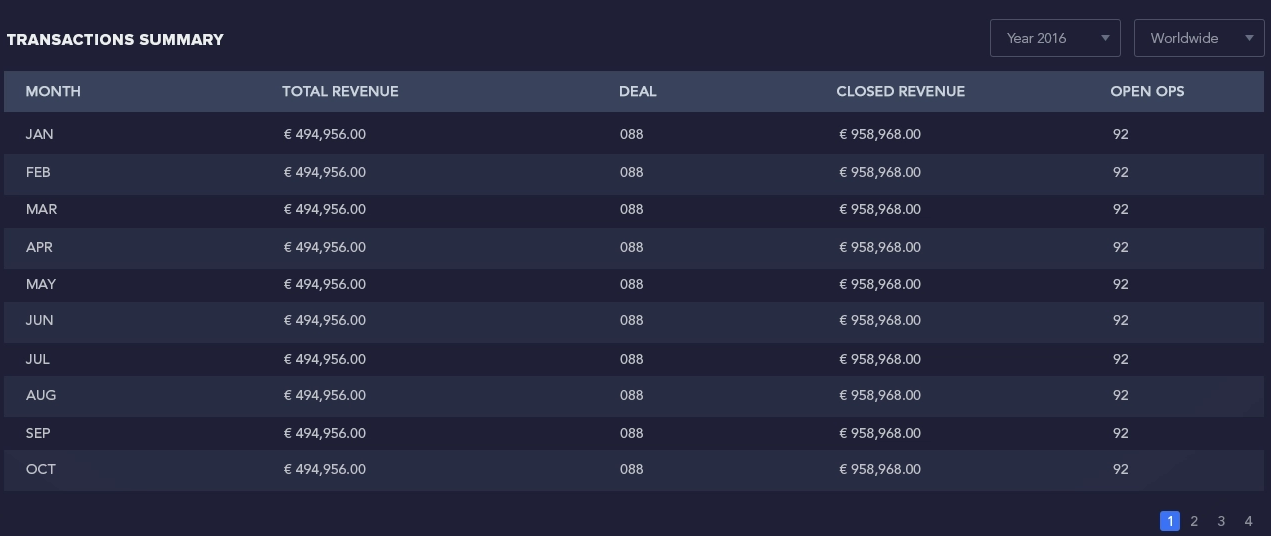 TRANSACTIONS SUMMARY Year 2016 Worldwide
MONTH TOTAL REVENUE DEAL CLOSED REVENUE OPEN OPS
JAN € 494,956.00 088 € 958,968.00 92
FEB € 494,956.00 088 € 958,968.00 92
MAR € 494,956.00 088 € 958,968.00 92
APR € 494,956.00 088 € 958,968.00 92
MAY € 494,956.00 088 € 958,968.00 92
JUN € 494,956.00 088 € 958,968.00 92
JUL € 494,956.00 088 € 958,968.00 92
AUG € 494,956.00 088 € 958,968.00 92
SEP € 494,956.00 088 € 958,968.00 92
OCT € 494,956.00 088 € 958,968.00 92
1 2 3 4